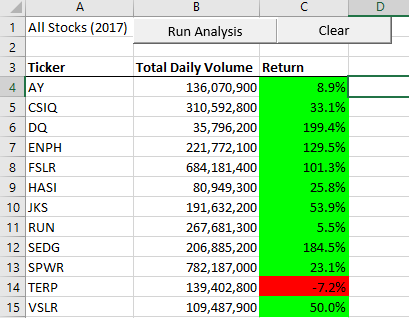 A B C D
1 All Stocks (2017) Run Analysis Clear
2
3 Ticker Total Daily Volume Return
4 AY 136,070,900 8.9%
5 CSIQ 310,592,800 33.1%
6 DQ 35,796,200 199.4%
7 ENPH 221,772,100 129.5%
8 FSLR 684,181,400 101.3%
9 HASI 80,949,300 25.8%
10 JKS 191,632,200 53.9%
11 RUN 267,681,300 5.5%
12 SEDG 206,885,200 184.5%
13 SPWR 782,187,000 23.1%
14 TERP 139,402,800 -7.2%
15 VSLR 109,487,900 50.0%